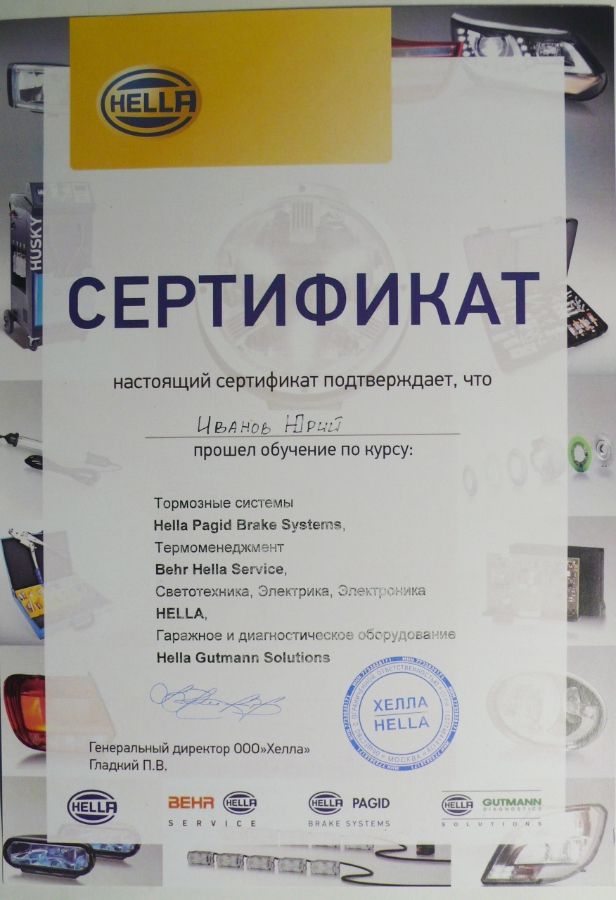 HELLA
HUSKY
СЕРТИФИКАТ
настоящий сертификат подтверждает, что
Иванов Юрий
прошел обучение по курсу:
Тормозные системы
Hella Pagid Brake Systems,
Термоменеджмент
Behr Hella Service,
Светотехника, Электрика, Электроника
HELLA,
Гаражное и диагностическое оборудование
Hella Gutmann Solutions
ХЕЛЛА
HELLA
Генеральный директор ООО»Хелла»
Гладкий П.В.
HELLA
BEHR HELLA
SERVICE
HELLA PAGID
BRAKE SYSTEMS
HELLA GUTMANN
DIAGNOSTICS
SOLUTIONS